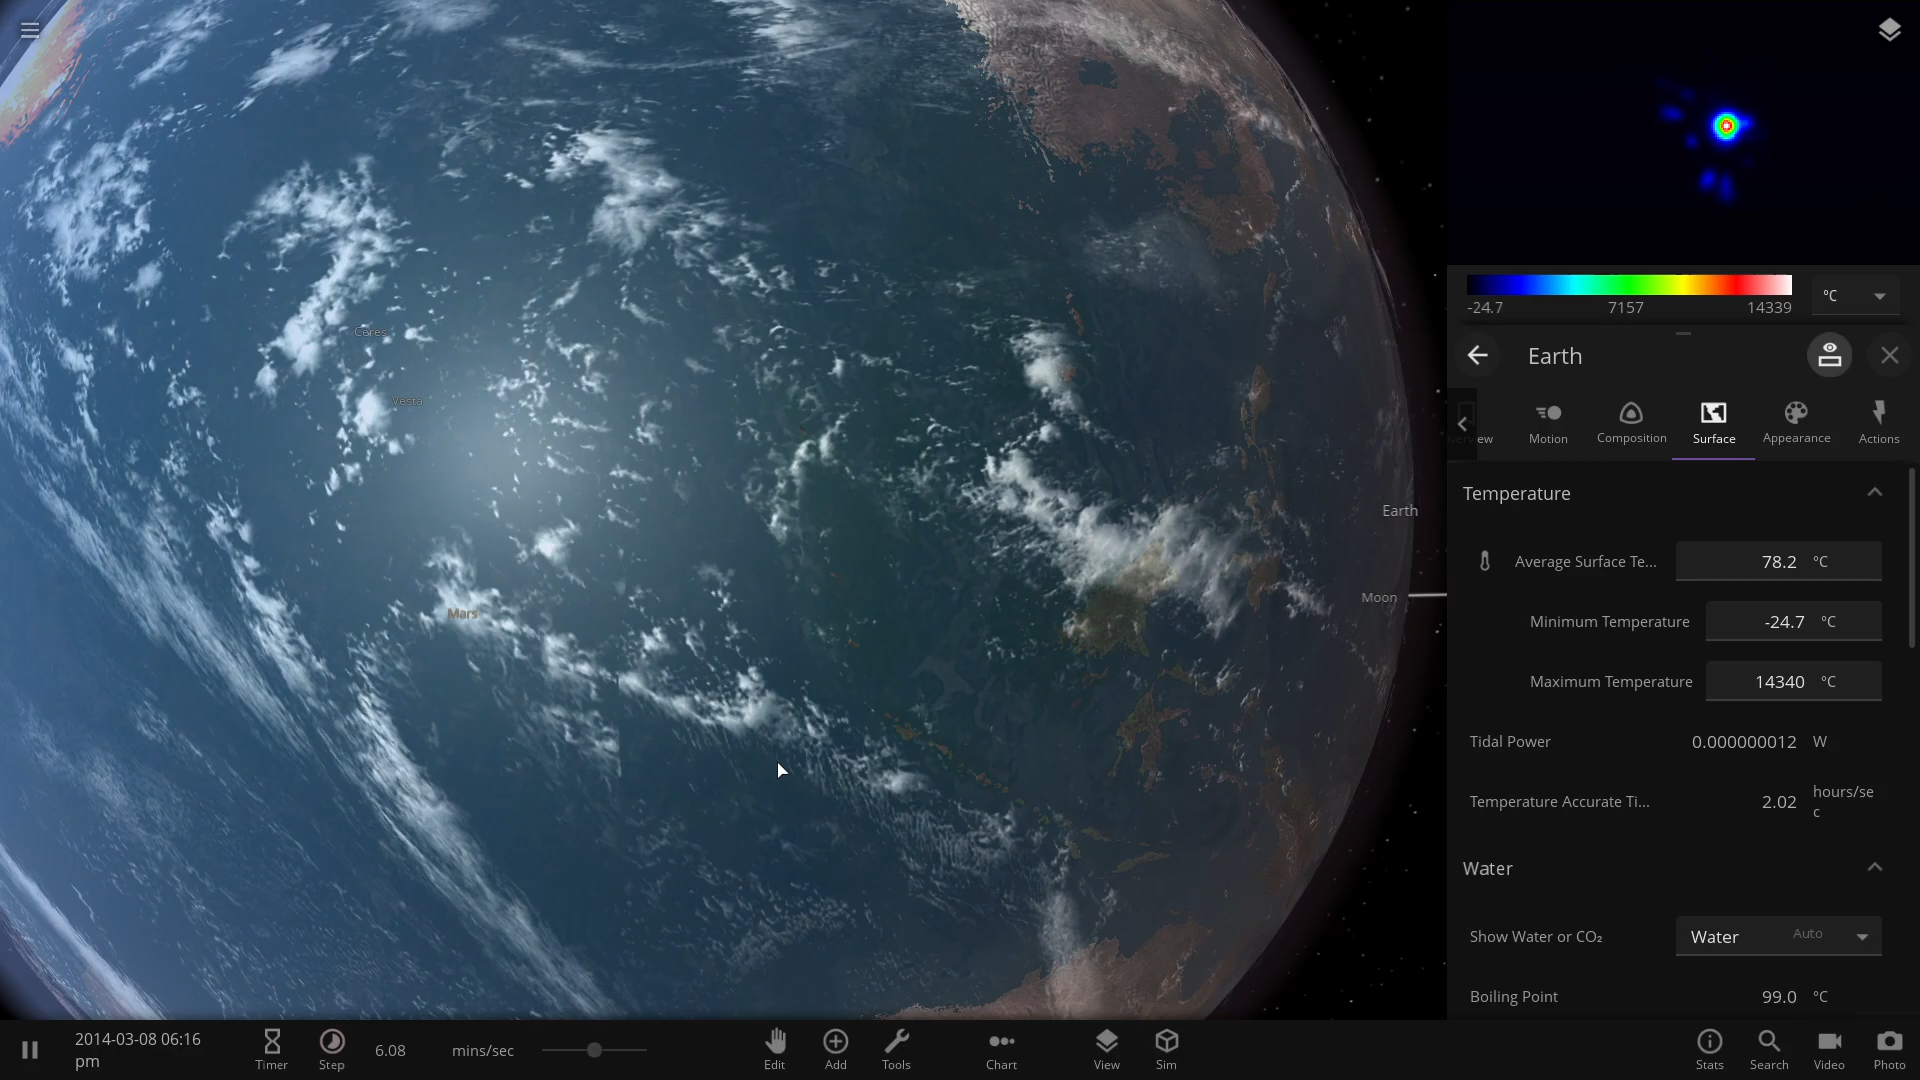 -24.7 7157 14339 °C
Earth
Overview Motion Composition Surface Appearance Actions
Temperature
Average Surface Te... 78.2 °C
Minimum Temperature -24.7 °C
Maximum Temperature 14340 °C
Tidal Power 0.000000012 W
Temperature Accurate Ti... 2.02 hours/se
c
Water
Show Water or CO₂ Water Auto
Boiling Point 99.0 °C
Ceres
Vesta
Earth
Moon
Mars
2014-03-08 06:16
pm
Timer
Step
6.08 mins/sec
Edit
Add
Tools
Chart
View
Sim
Stats
Search
Video
Photo